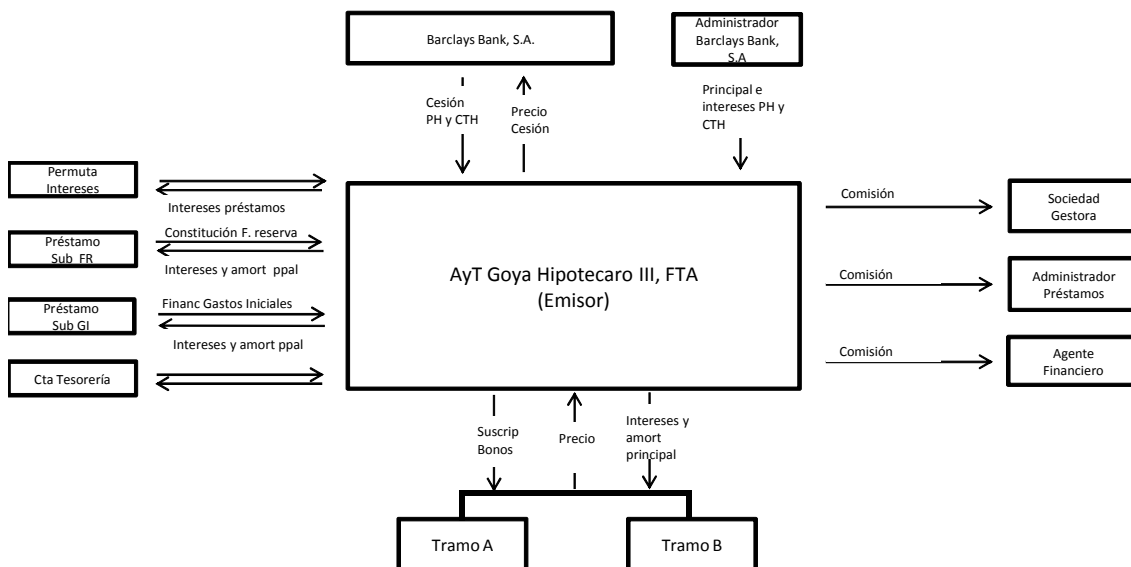 Barclays Bank, S.A.
Administrador
Barclays Bank,
S.A
Cesión
PH y CTH
Precio
Cesión
Principal e
intereses PH y
CTH
Permuta
Intereses
Intereses préstamos
Préstamo
Sub FR
Constitución F. reserva
Intereses y amort ppal
Préstamo
Sub GI
Financ Gastos Iniciales
Intereses y amort ppal
Cta Tesorería
AyT Goya Hipotecaro III, FTA
(Emisor)
Comisión
Sociedad
Gestora
Comisión
Administrador
Préstamos
Comisión
Agente
Financiero
Suscrip
Bonos
Precio
Intereses y
amort
principal
Tramo A
Tramo B